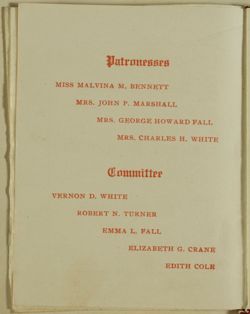 Patronesses
MISS MALVINA M. BENNETT
MRS. JOHN P. MARSHALL
MRS. GEORGE HOWARD FALL
MRS. CHARLES H. WHITE
Committee
VERNON D. WHITE
ROBERT N. TURNER
EMMA L. FALL
ELIZABETH G. CRANE
EDITH COLE